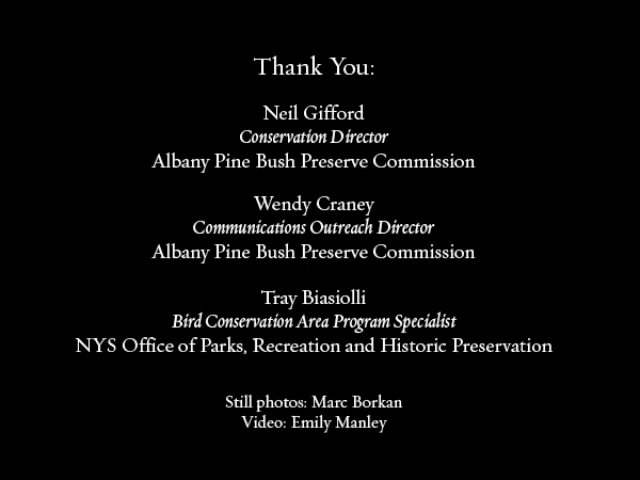 Thank You:
Neil Gifford
Conservation Director
Albany Pine Bush Preserve Commission
Wendy Craney
Communications Outreach Director
Albany Pine Bush Preserve Commission
Tray Biasiolli
Bird Conservation Area Program Specialist
NYS Office of Parks, Recreation and Historic Preservation
Still photos: Marc Borkan
Video: Emily Manley